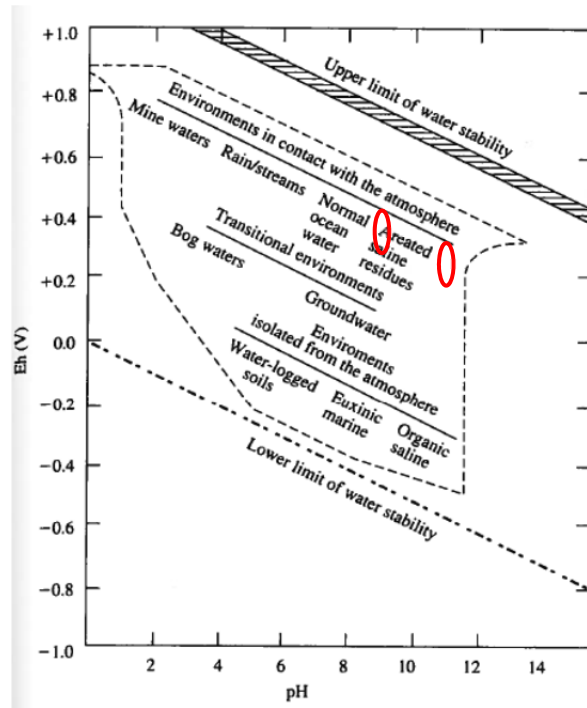 +1.0
+0.8
+0.6
+0.4
+0.2
0.0
−0.2
−0.4
−0.6
−0.8
−1.0
Eh (V)
Upper limit of water stability
Environments in contact with the atmosphere
Mine waters
Rain/streams
Normal
ocean
water
Areated
saline
residues
Transitional environments
Bog waters
Groundwater
Enviroments
isolated from the atmosphere
Water-logged
soils
Euxinic
marine
Organic
saline
Lower limit of water stability
2 4 6 8 10 12 14
pH